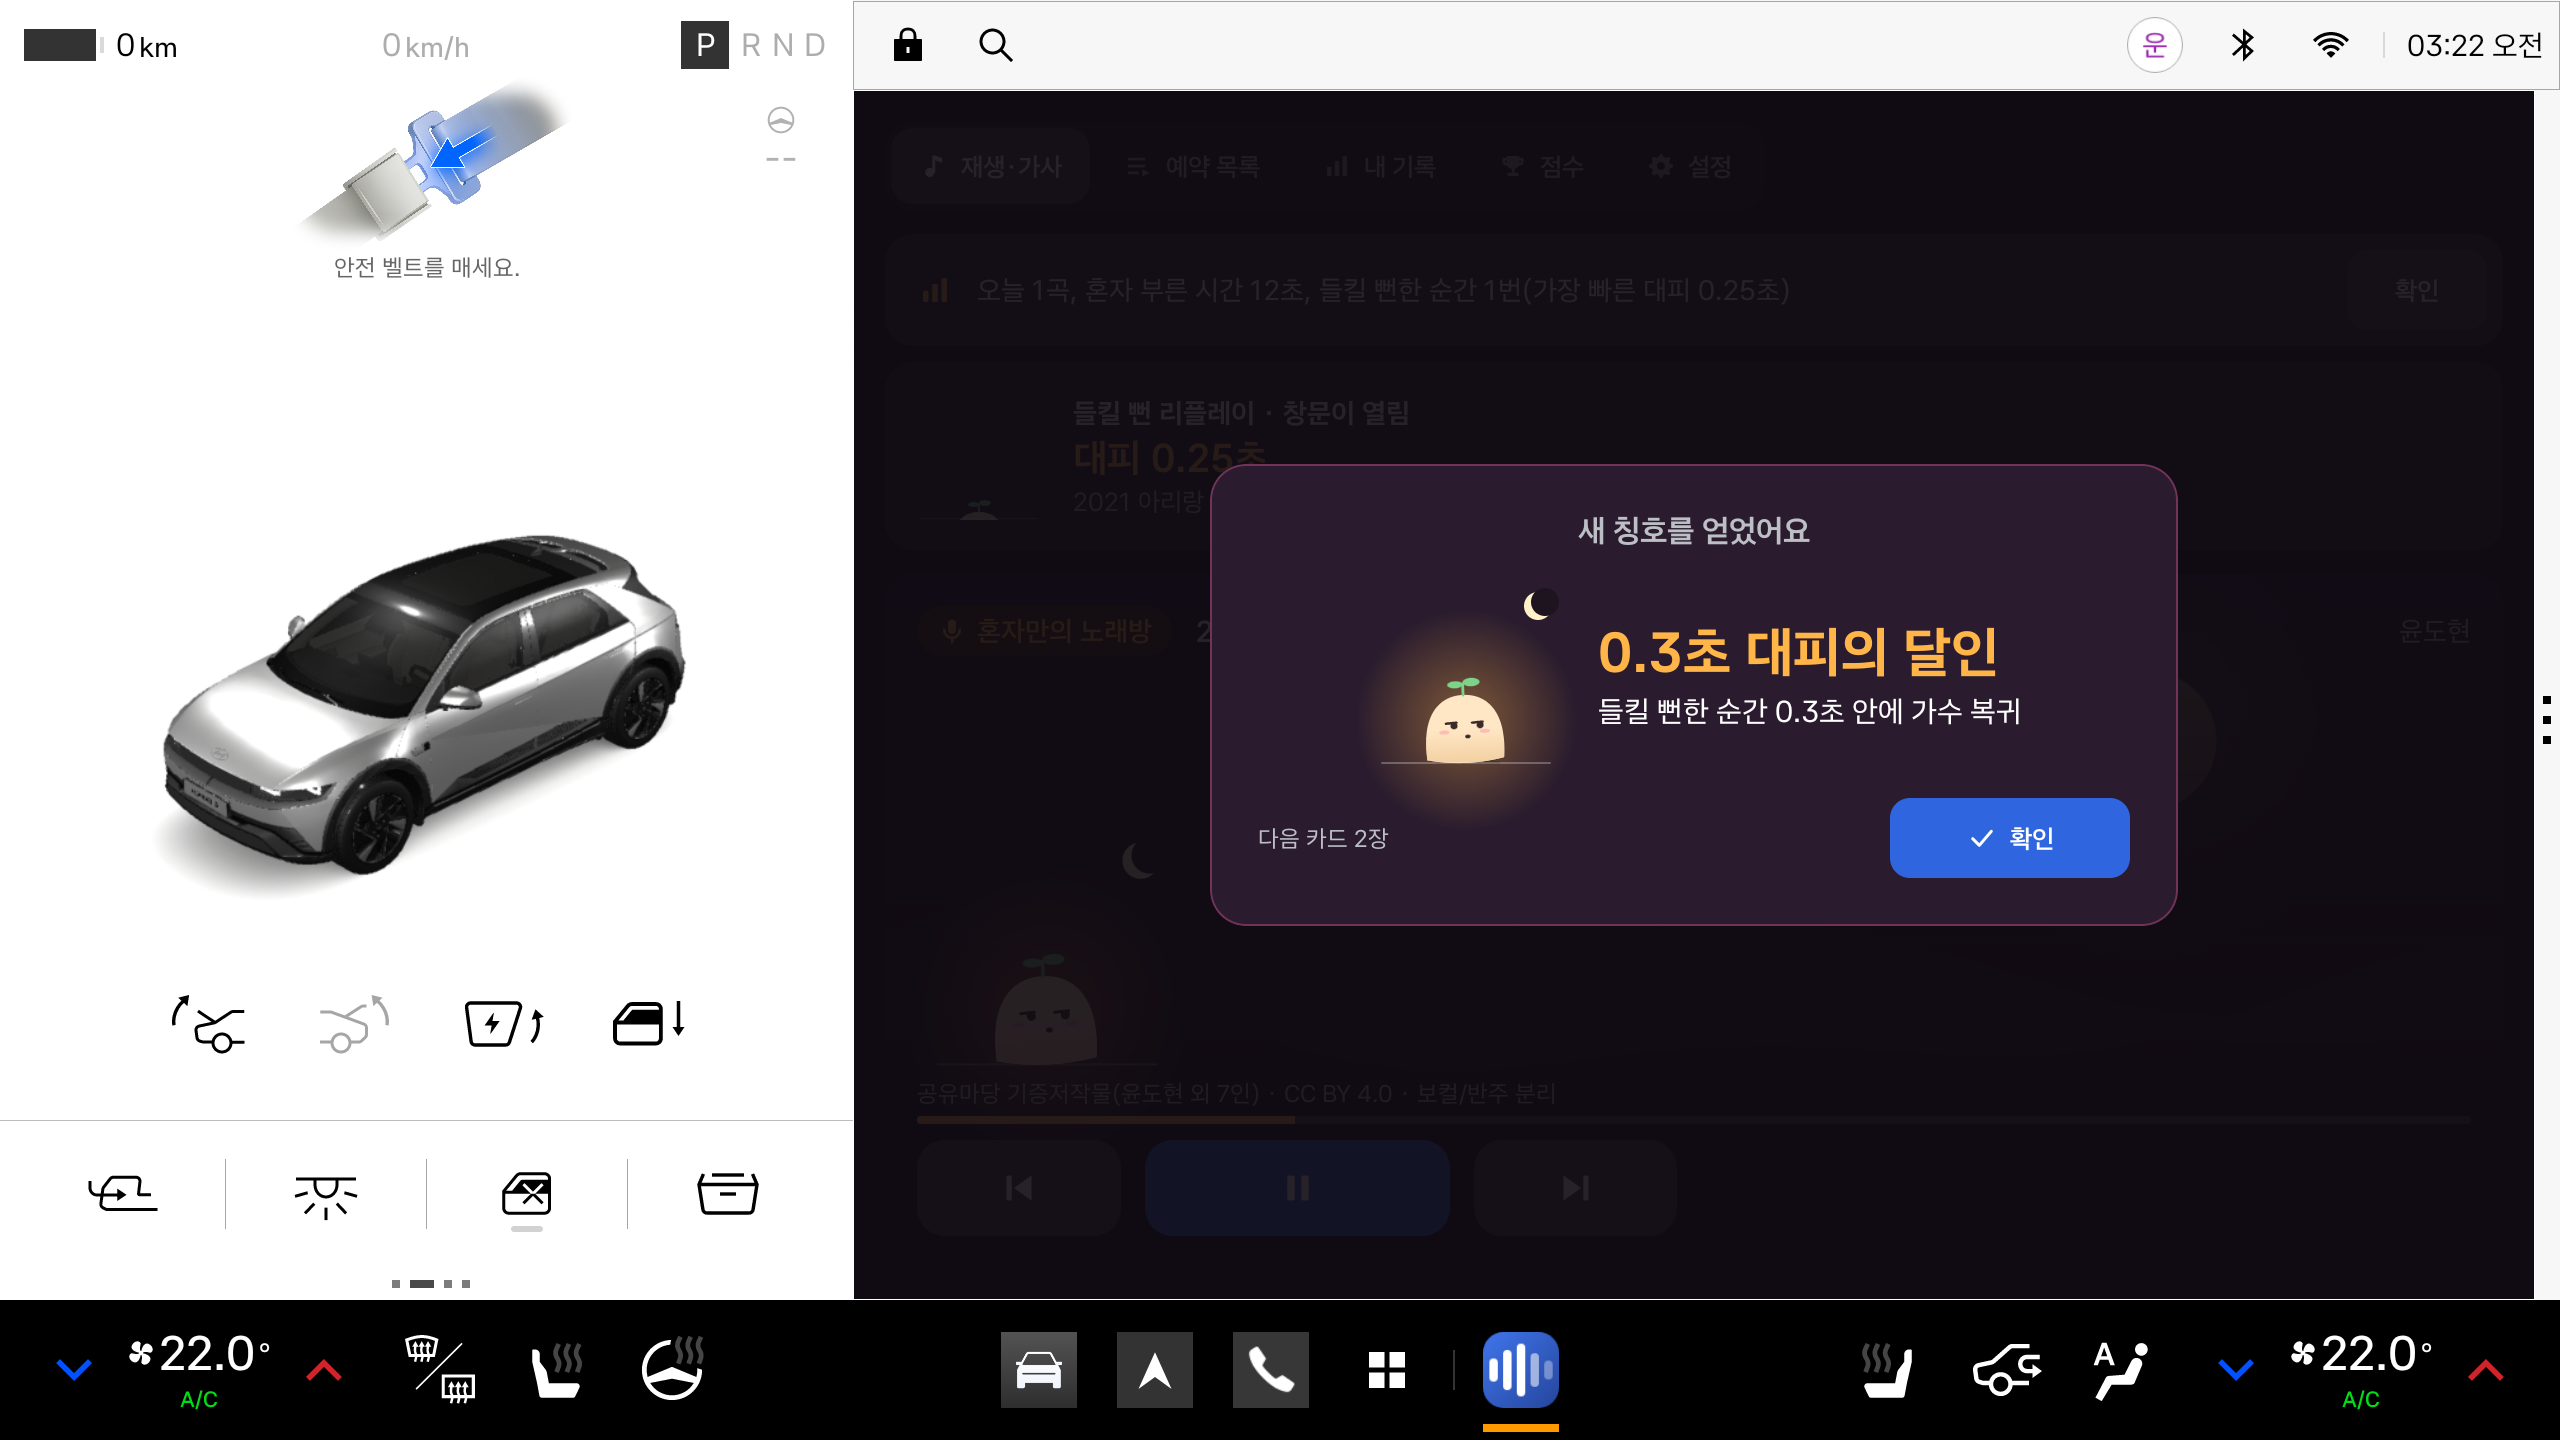 0 km
0 km/h
P R N D
운
03:22 오전
안전 벨트를 매세요.
--
재생·가사
예약 목록
내 기록
점수
설정
오늘 1곡, 혼자 부른 시간 12초, 들킬 뻔한 순간 1번(가장 빠른 대피 0.25초)
확인
들킬 뻔 리플레이 · 창문이 열림
대피 0.25초
2021 아리랑
새 칭호를 얻었어요
0.3초 대피의 달인
들킬 뻔한 순간 0.3초 안에 가수 복귀
다음 카드 2장
확인
혼자만의 노래방
2
윤도현
공유마당 기증저작물(윤도현 외 7인) · CC BY 4.0 · 보컬/반주 분리
22.0°
A/C
A
22.0°
A/C